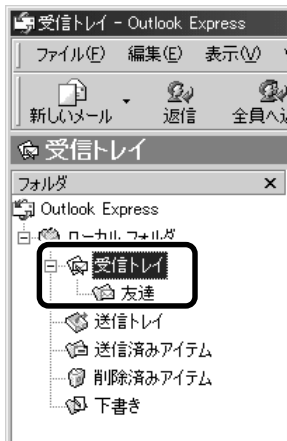 受信トレイ - Outlook Express
ファイル(F) 編集(E) 表示(V)
新しいメール 返信 全員へ
受信トレイ
フォルダ ×
Outlook Express
ローカル フォルダ
受信トレイ
友達
送信トレイ
送信済みアイテム
削除済みアイテム
下書き